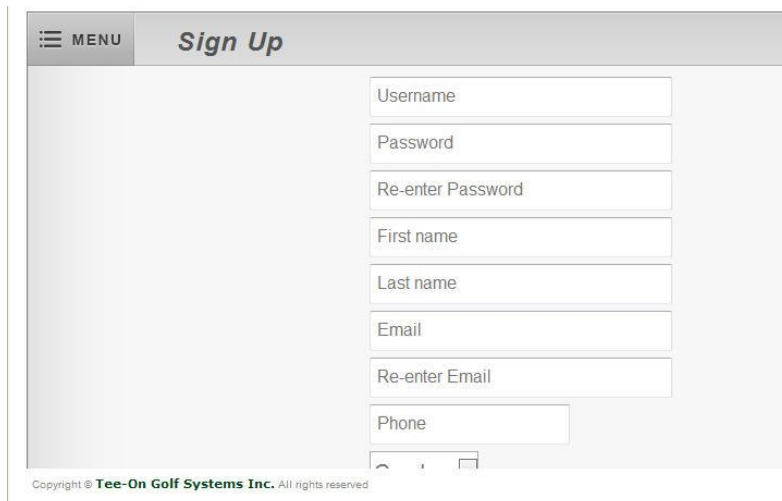 MENU
Sign Up
Username
Password
Re-enter Password
First name
Last name
Email
Re-enter Email
Phone
Copyright © Tee-On Golf Systems Inc. All rights reserved